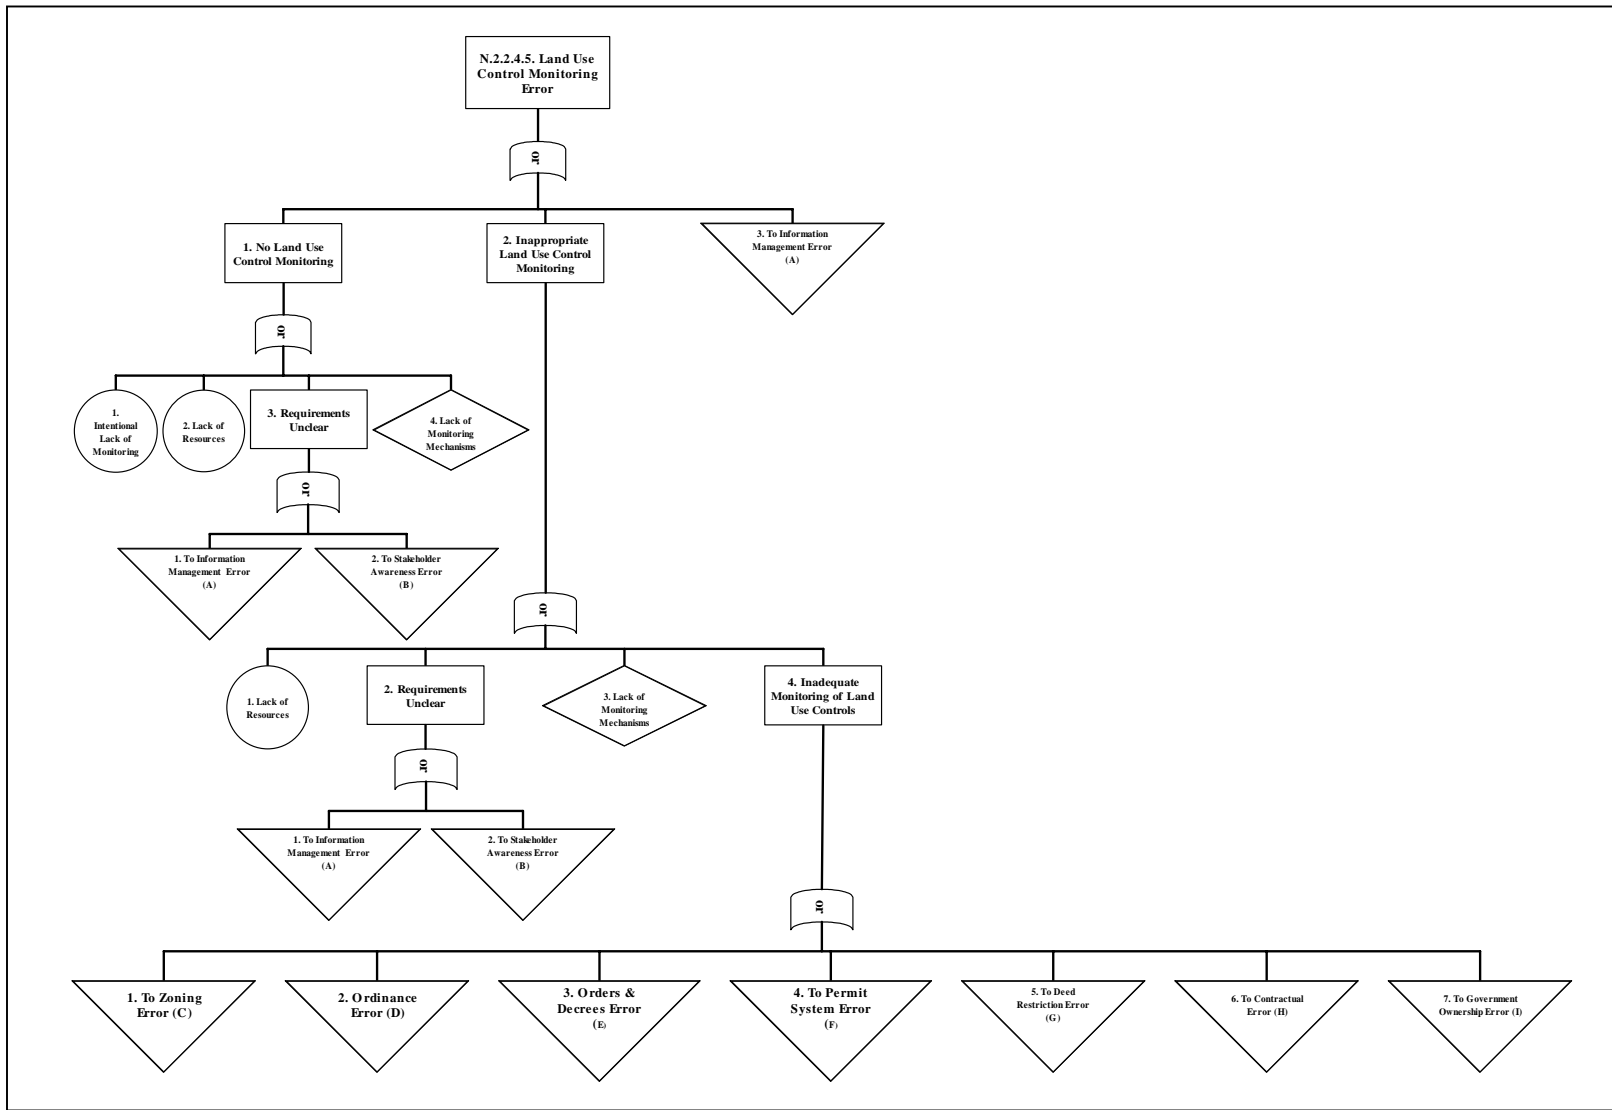 N.2.2.4.5. Land Use
Control Monitoring
Error
or
1. No Land Use
Control Monitoring
2. Inappropriate
Land Use Control
Monitoring
3. To Information
Management Error
(A)
or
1.
Intentional
Lack of
Monitoring
2. Lack of
Resources
3. Requirements
Unclear
4. Lack of
Monitoring
Mechanisms
or
1. To Information
Management Error
(A)
2. To Stakeholder
Awareness Error
(B)
or
1. Lack of
Resources
2. Requirements
Unclear
3. Lack of
Monitoring
Mechanisms
4. Inadequate
Monitoring of Land
Use Controls
or
1. To Information
Management Error
(A)
2. To Stakeholder
Awareness Error
(B)
or
1. To Zoning
Error (C)
2. Ordinance
Error (D)
3. Orders &
Decrees Error
(E)
4. To Permit
System Error
(F)
5. To Deed
Restriction Error
(G)
6. To Contractual
Error (H)
7. To Government
Ownership Error (I)